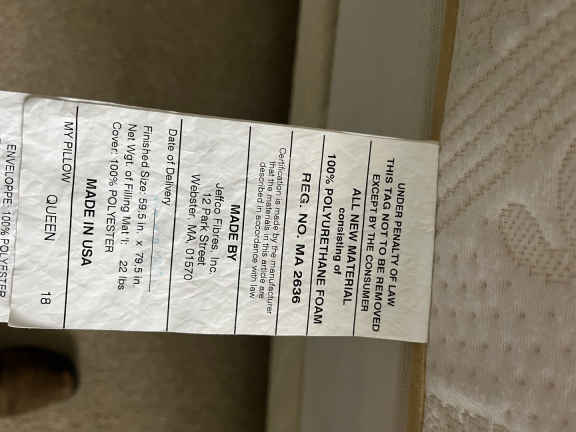 UNDER PENALTY OF LAW
THIS TAG NOT TO BE REMOVED
EXCEPT BY THE CONSUMER
ALL NEW MATERIAL
consisting of
100% POLYURETHANE FOAM
REG. NO. MA 2636
Certification is made by the manufacturer
that the materials in this article are
described in accordance with law
MADE BY
Jeffco Fibres, Inc.
12 Park Street
Webster, MA, 01570
Date of Delivery
Finished Size 59.5 in. x 79.5 in.
Net Wgt. of Filling Mat'l: 22 lbs
Cover: 100% POLYESTER
MADE IN USA
MY PILLOW QUEEN 18
ENVELOPPE 100% POLYESTER